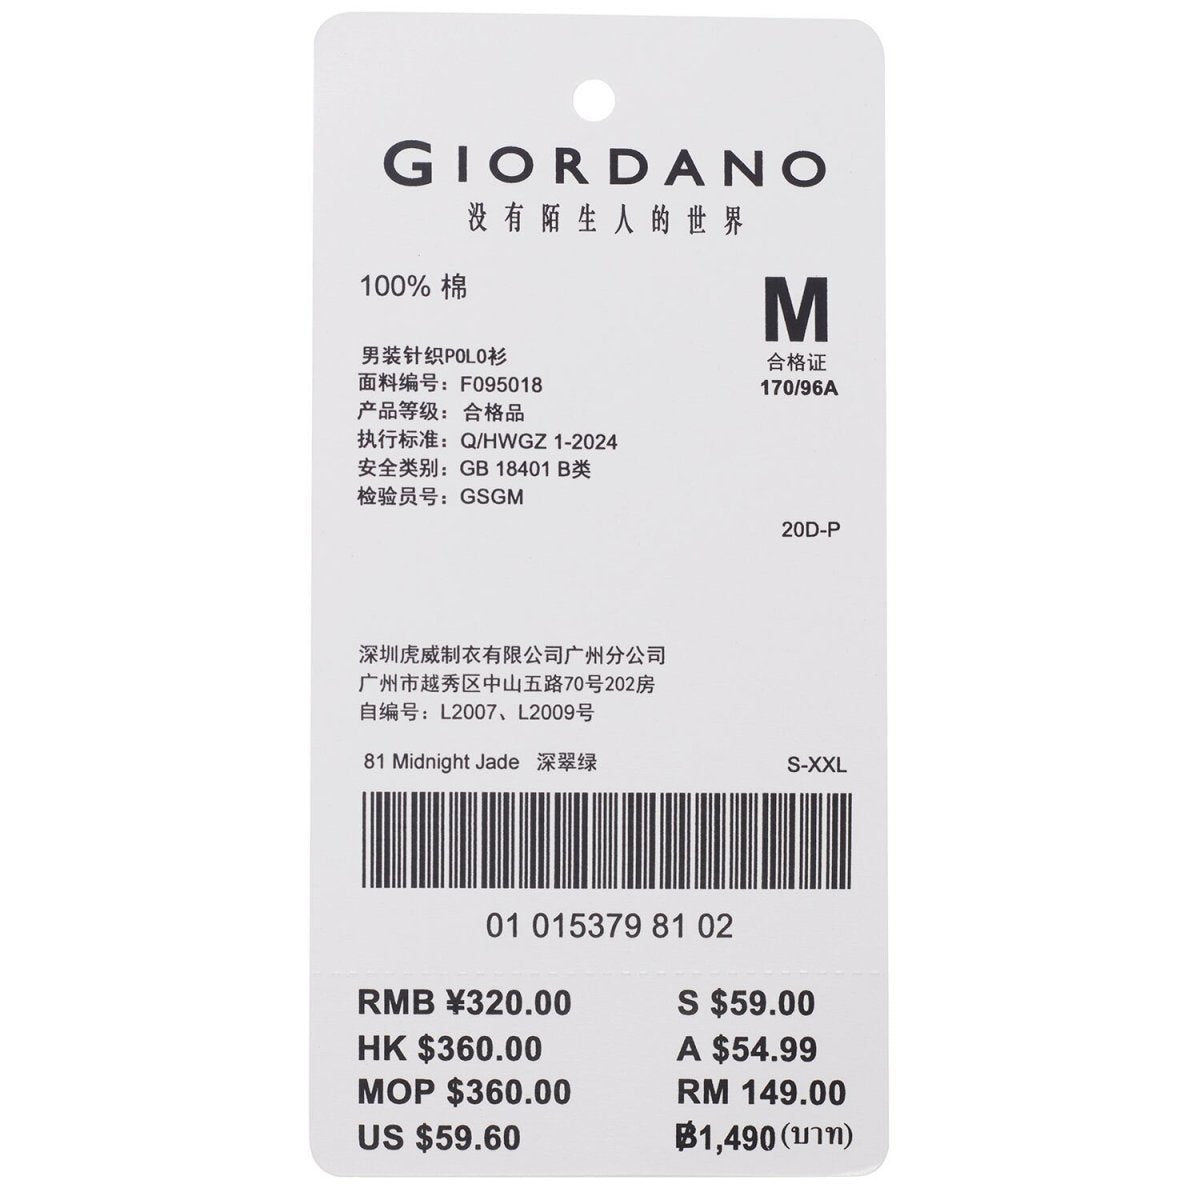 GIORDANO
没有陌生人的世界
100% 棉
M
合格证
170/96A
男装针织POLO衫
面料编号：F095018
产品等级：合格品
执行标准：Q/HWGZ 1-2024
安全类别：GB 18401 B类
检验员号：GSGM
20D-P
深圳虎威制衣有限公司广州分公司
广州市越秀区中山五路70号202房
自编号：L2007、L2009号
81 Midnight Jade 深翠绿 S-XXL
01 015379 81 02
RMB ¥320.00 S $59.00
HK $360.00 A $54.99
MOP $360.00 RM 149.00
US $59.60 ฿1,490 (บาท)